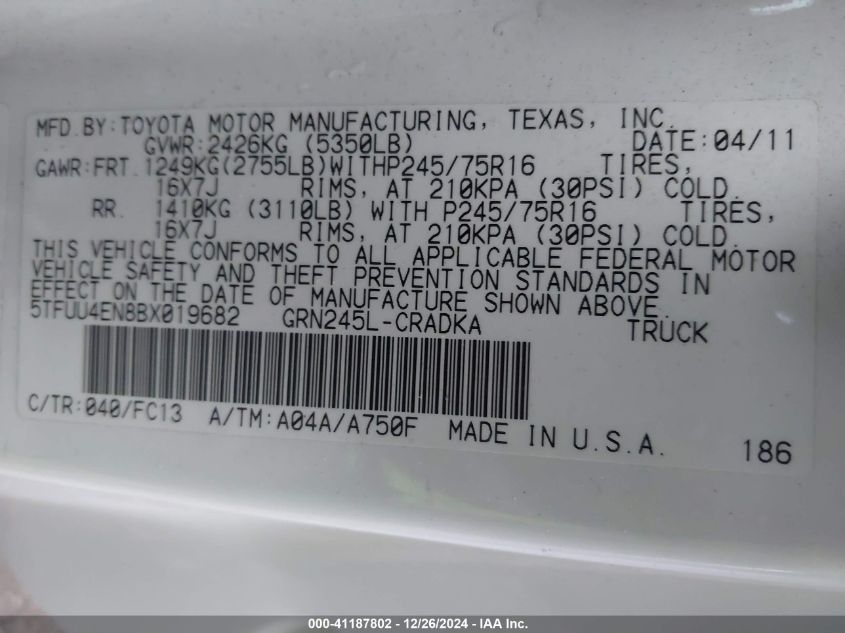 MFD.BY:TOYOTA MOTOR MANUFACTURING, TEXAS, INC.
GVWR:2426KG (5350LB) DATE:04/11
GAWR:FRT. 1249KG(2755LB)WITHP245/75R16 TIRES,
16X7J RIMS, AT 210KPA (30PSI) COLD.
RR. 1410KG (3110LB) WITH P245/75R16 TIRES,
16X7J RIMS, AT 210KPA (30PSI) COLD.
THIS VEHICLE CONFORMS TO ALL APPLICABLE FEDERAL MOTOR
VEHICLE SAFETY AND THEFT PREVENTION STANDARDS IN
EFFECT ON THE DATE OF MANUFACTURE SHOWN ABOVE.
5TFUU4EN8BX019682 GRN245L-CRADKA TRUCK
C/TR:040/FC13 A/TM:A04A/A750F MADE IN U.S.A. 186
000-41187802 - 12/26/2024 - IAA Inc.